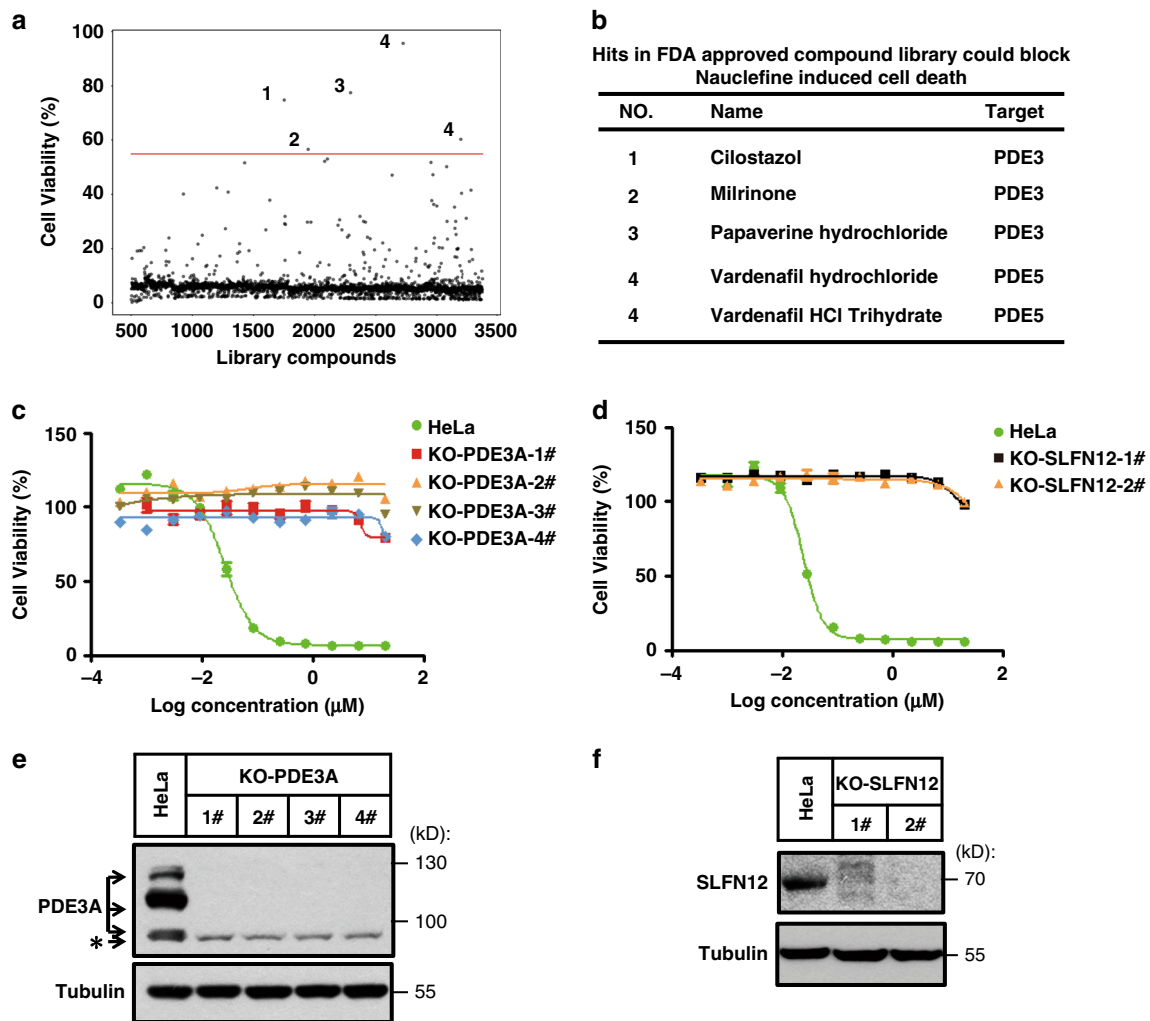 a
100
80
60
40
20
0
Cell Viability (%)
1
2
3
4
4
500 1000 1500 2000 2500 3000 3500
Library compounds
b
Hits in FDA approved compound library could block
Nauclefine induced cell death
NO. Name Target
1 Cilostazol PDE3
2 Milrinone PDE3
3 Papaverine hydrochloride PDE3
4 Vardenafil hydrochloride PDE5
4 Vardenafil HCl Trihydrate PDE5
c
150
100
50
0
Cell Viability (%)
–4 –2 0 2
Log concentration (μM)
HeLa
KO-PDE3A-1#
KO-PDE3A-2#
KO-PDE3A-3#
KO-PDE3A-4#
d
150
100
50
0
Cell Viability (%)
–4 –2 0 2
Log concentration (μM)
HeLa
KO-SLFN12-1#
KO-SLFN12-2#
e
HeLa
KO-PDE3A
1# 2# 3# 4#
(kD):
130
PDE3A
100
*
Tubulin
55
f
HeLa
KO-SLFN12
1# 2#
(kD):
SLFN12
70
Tubulin
55